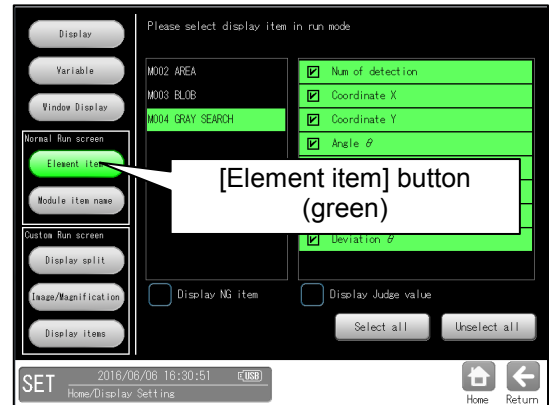 Display
Please select display item in run mode
Variable
Window Display
M002 AREA
M003 BLOB
M004 GRAY SEARCH
Num of detection
Coordinate X
Coordinate Y
Angle θ
Deviation θ
Normal Run screen
Element item
Module item name
[Element item] button
(green)
Custom Run screen
Display split
Image/Magnification
Display items
Display NG item
Display Judge value
Select all
Unselect all
SET
2016/06/06 16:30:51
USB
Home/Display Setting
Home
Return